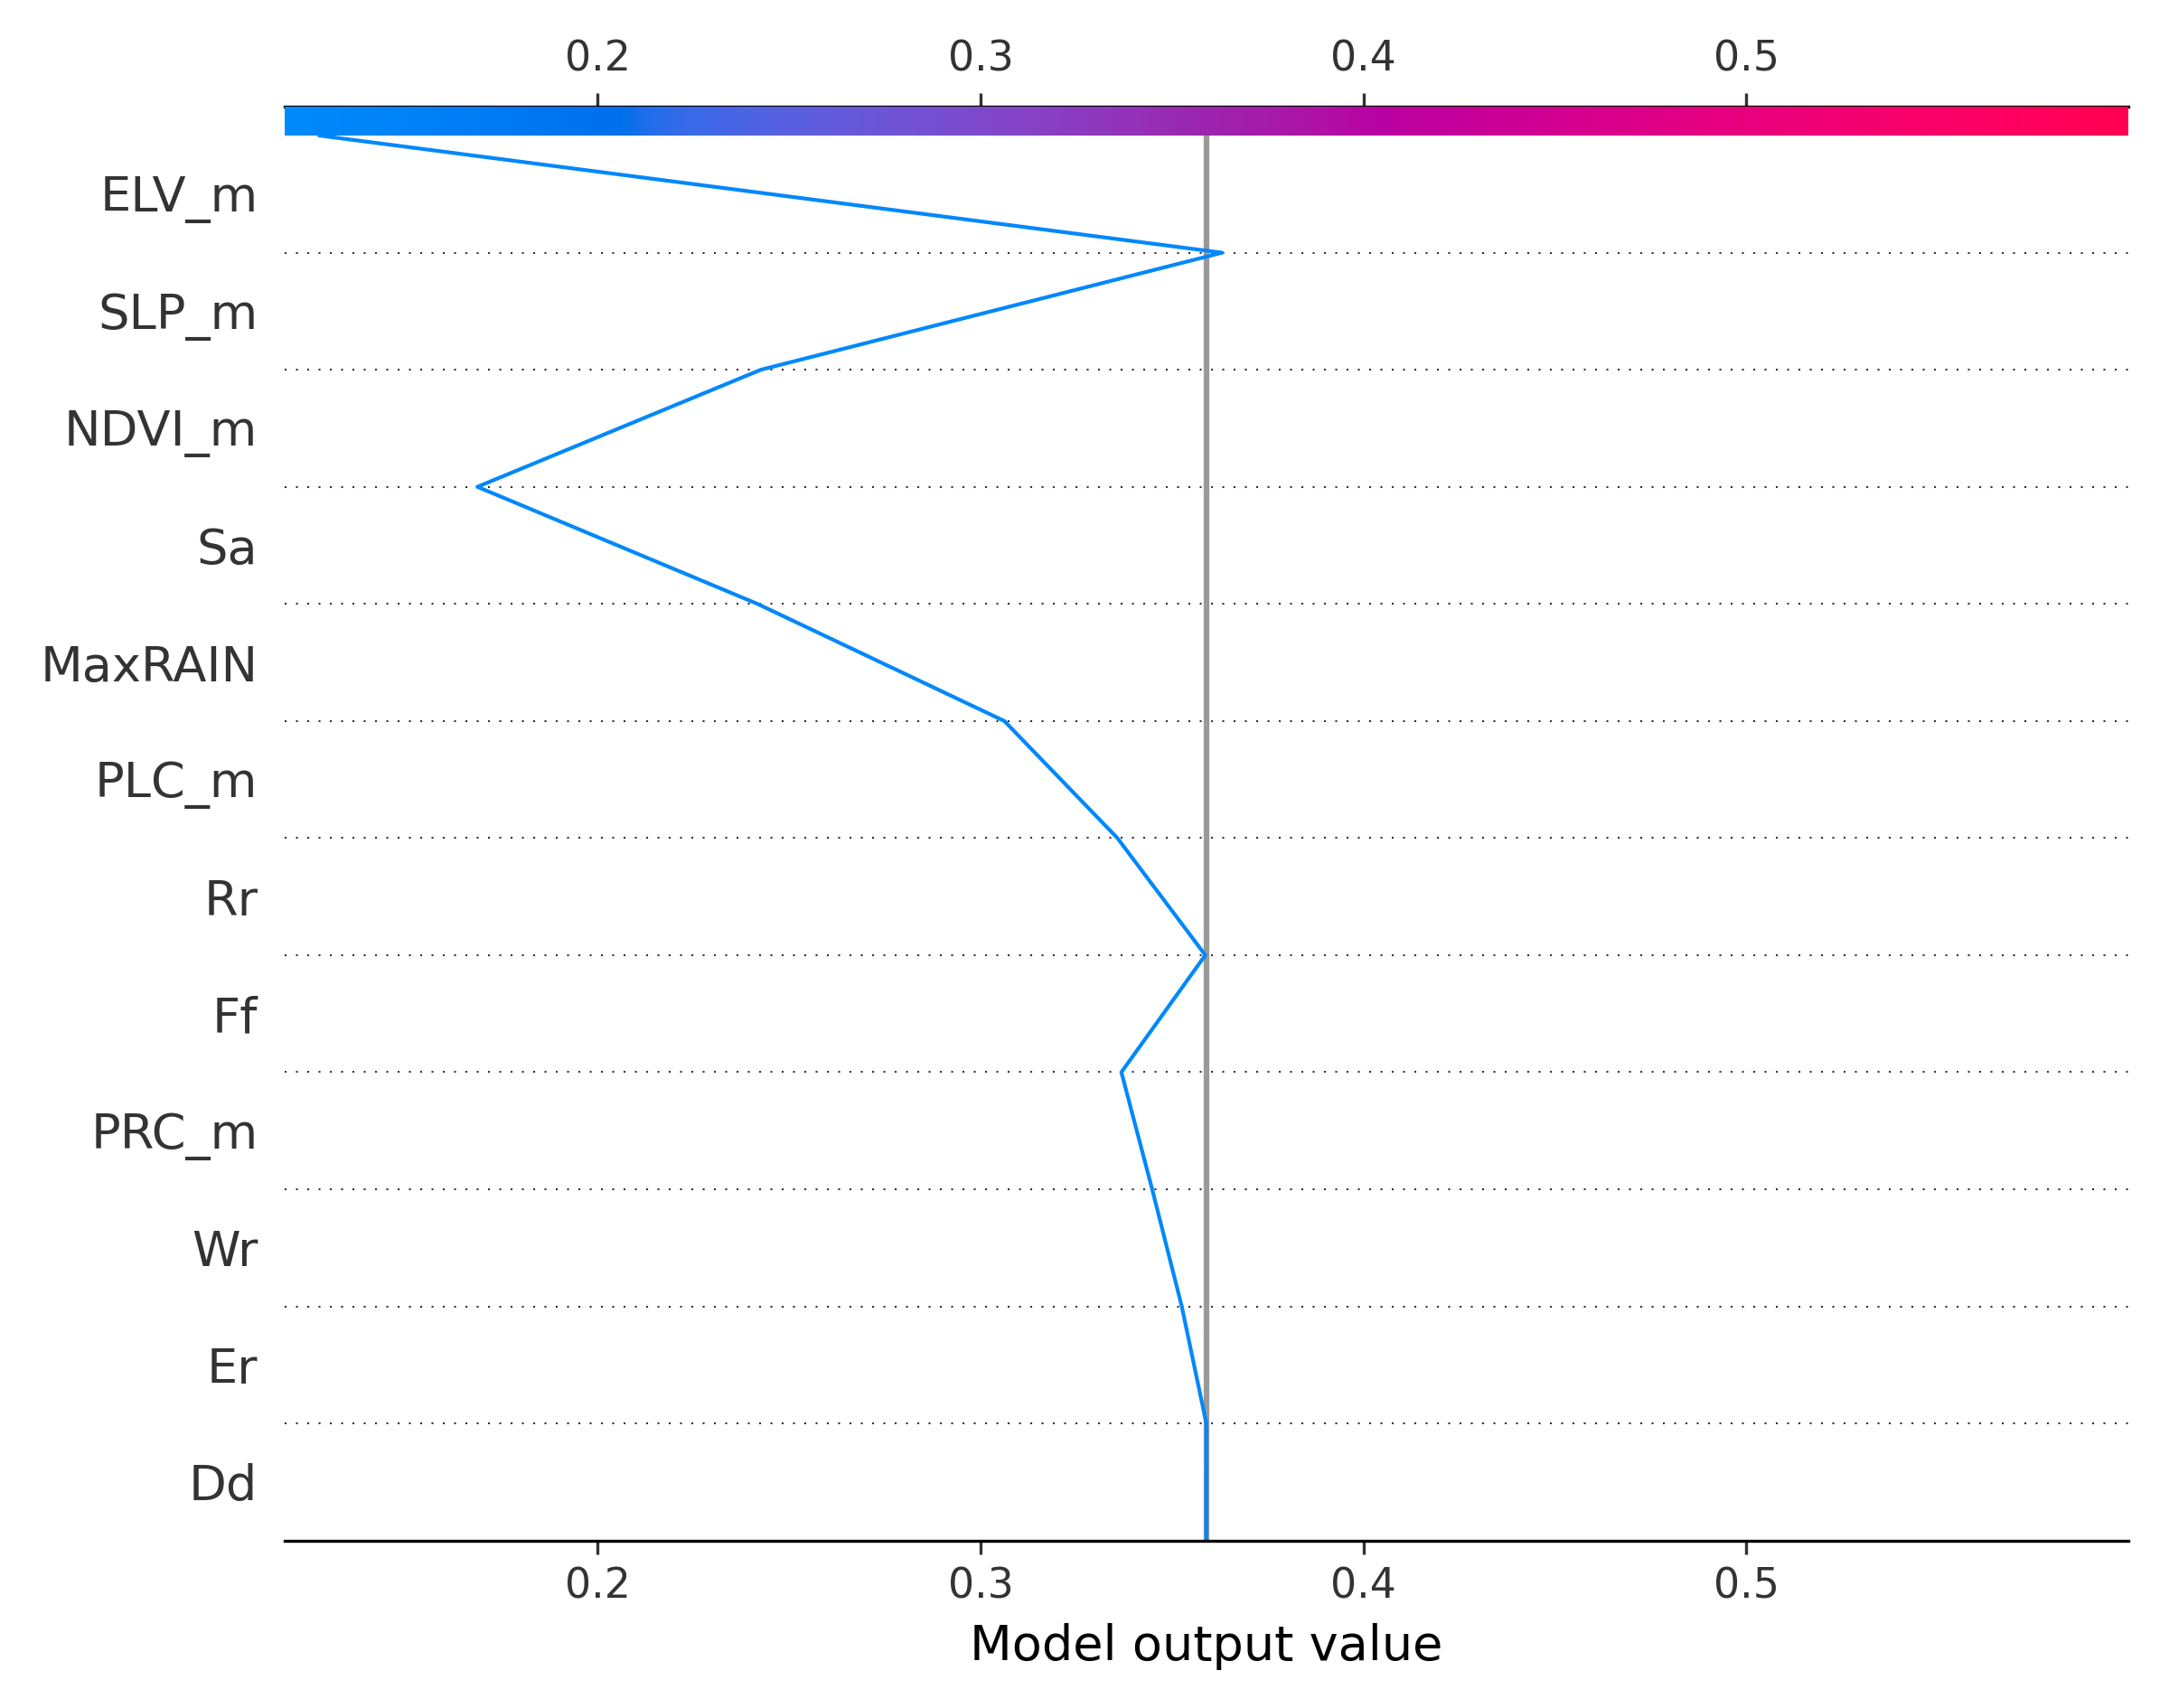 0.2 0.3 0.4 0.5
ELV_m
SLP_m
NDVI_m
Sa
MaxRAIN
PLC_m
Rr
Ff
PRC_m
Wr
Er
Dd
0.2 0.3 0.4 0.5
Model output value